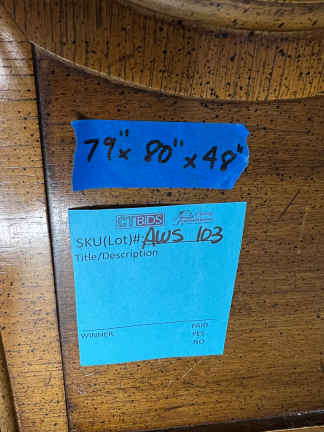 79" x 80" x 48"
CTBIDS
SKU(Lot)#: AWS 103
Title/Description
WINNER
PAID
YES
NO